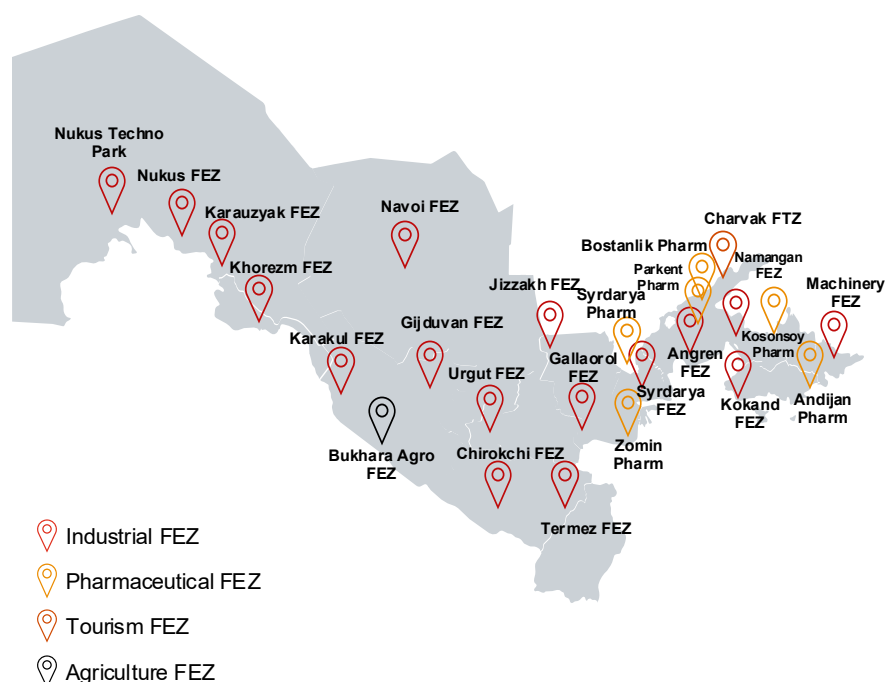 Nukus Techno
Park
Nukus FEZ
Karauzyak FEZ
Khorezm FEZ
Navoi FEZ
Charvak FTZ
Bostanlik Pharm
Parkent
Pharm
Namangan
FEZ
Machinery
FEZ
Jizzakh FEZ
Syrdarya
Pharm
Karakul FEZ
Gijduvan FEZ
Gallaorol
FEZ
Urgut FEZ
Angren
FEZ
Kosonsoy
Pharm
Syrdarya
FEZ
Kokand
FEZ
Andijan
Pharm
Bukhara Agro
FEZ
Chirokchi FEZ
Zomin
Pharm
Termez FEZ
Industrial FEZ
Pharmaceutical FEZ
Tourism FEZ
Agriculture FEZ